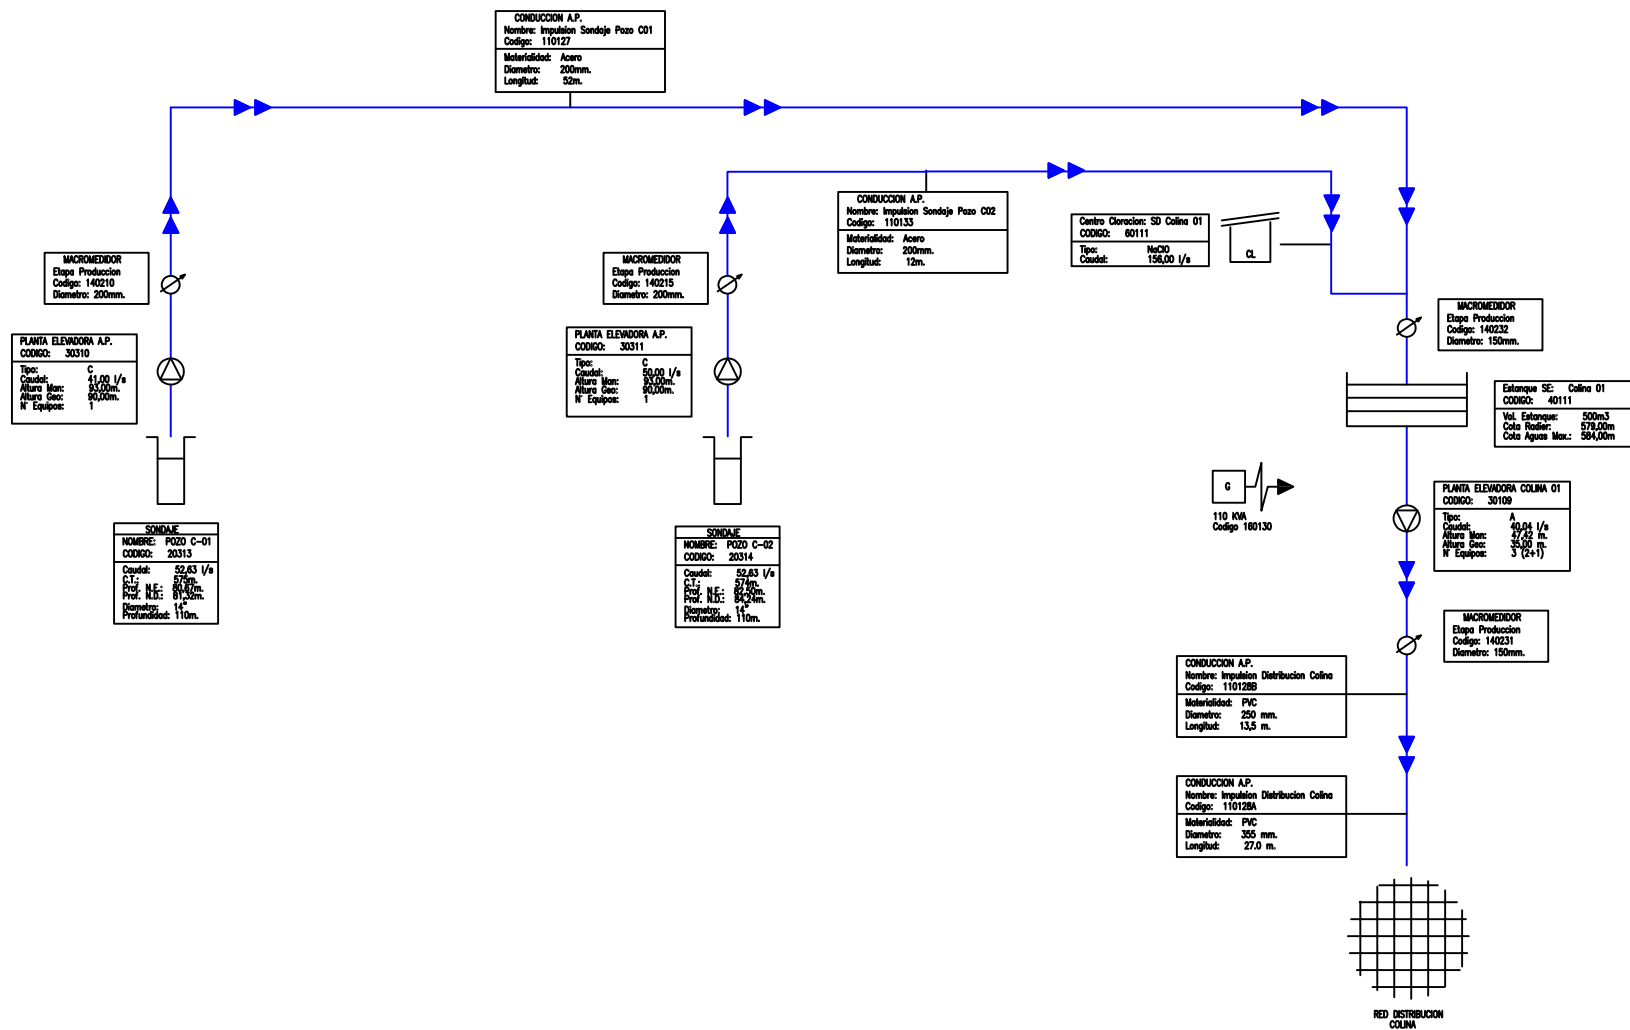 CONDUCCION A.P.
Nombre: Impulsion Sondaje Pozo C01
Codigo: 110127
Materialidad: Acero
Diametro: 200mm.
Longitud: 52m.
CONDUCCION A.P.
Nombre: Impulsion Sondaje Pozo C02
Codigo: 110133
Materialidad: Acero
Diametro: 200mm.
Longitud: 12m.
Centro Cloracion: SD Colina 01
CODIGO: 60111
Tipo: NaClO
Caudal: 156,00 l/s
CL
MACROMEDIDOR
Etapa Produccion
Codigo: 140210
Diametro: 200mm.
MACROMEDIDOR
Etapa Produccion
Codigo: 140215
Diametro: 200mm.
MACROMEDIDOR
Etapa Produccion
Codigo: 140232
Diametro: 150mm.
PLANTA ELEVADORA A.P.
CODIGO: 30310
Tipo: C
Caudal: 41,00 l/s
Altura Man: 93,00m.
Altura Geo: 90,00m.
N° Equipos: 1
PLANTA ELEVADORA A.P.
CODIGO: 30311
Tipo: C
Caudal: 50,00 l/s
Altura Man: 93,00m.
Altura Geo: 90,00m.
N° Equipos: 1
Estanque SE: Colina 01
CODIGO: 40111
Vol. Estanque: 500m3
Cota Radier: 579,00m
Cota Aguas Max.: 584,00m
G
110 KVA
Codigo 160130
PLANTA ELEVADORA COLINA 01
CODIGO: 30109
Tipo: A
Caudal: 40,04 l/s
Altura Man: 47,42 m.
Altura Geo: 35,00 m.
N° Equipos: 3 (2+1)
SONDAJE
NOMBRE: POZO C-01
CODIGO: 20313
Caudal: 52,63 l/s
C.T.: 575m.
Prof. N.E.: 80,67m.
Prof. N.D.: 81,32m.
Diametro: 14"
Profundidad: 110m.
SONDAJE
NOMBRE: POZO C-02
CODIGO: 20314
Caudal: 52,63 l/s
C.T.: 574m.
Prof. N.E.: 82,50m.
Prof. N.D.: 84,24m.
Diametro: 14"
Profundidad: 110m.
MACROMEDIDOR
Etapa Produccion
Codigo: 140231
Diametro: 150mm.
CONDUCCION A.P.
Nombre: Impulsion Distribucion Colina
Codigo: 110128B
Materialidad: PVC
Diametro: 250 mm.
Longitud: 13,5 m.
CONDUCCION A.P.
Nombre: Impulsion Distribucion Colina
Codigo: 110128A
Materialidad: PVC
Diametro: 355 mm.
Longitud: 27.0 m.
RED DISTRIBUCION
COLINA